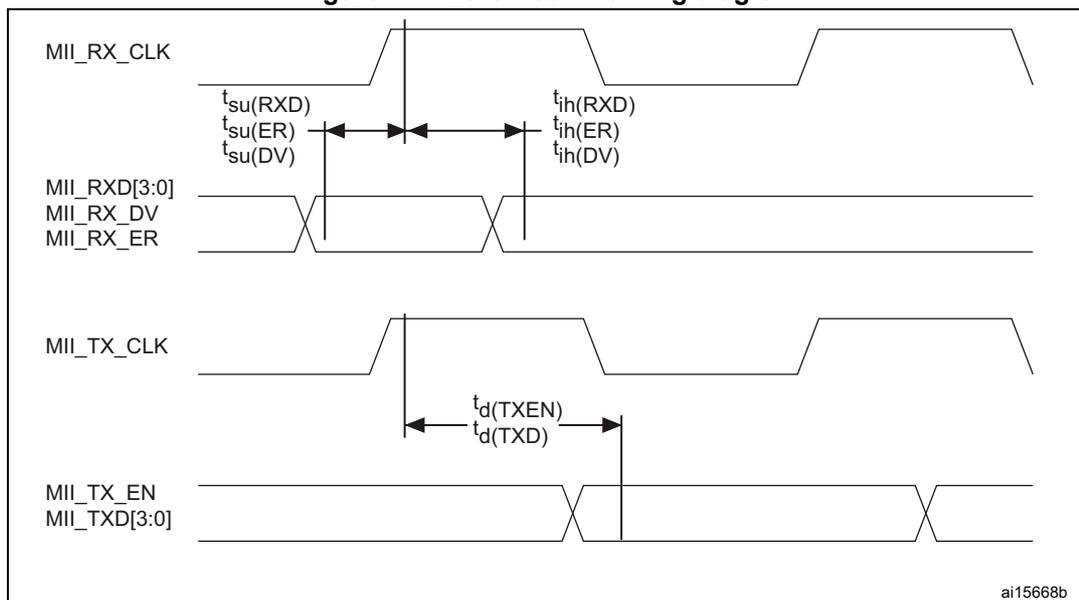 MII_RX_CLK
tsu(RXD)
tsu(ER)
tsu(DV)
tih(RXD)
tih(ER)
tih(DV)
MII_RXD[3:0]
MII_RX_DV
MII_RX_ER
MII_TX_CLK
td(TXEN)
td(TXD)
MII_TX_EN
MII_TXD[3:0]
ai15668b